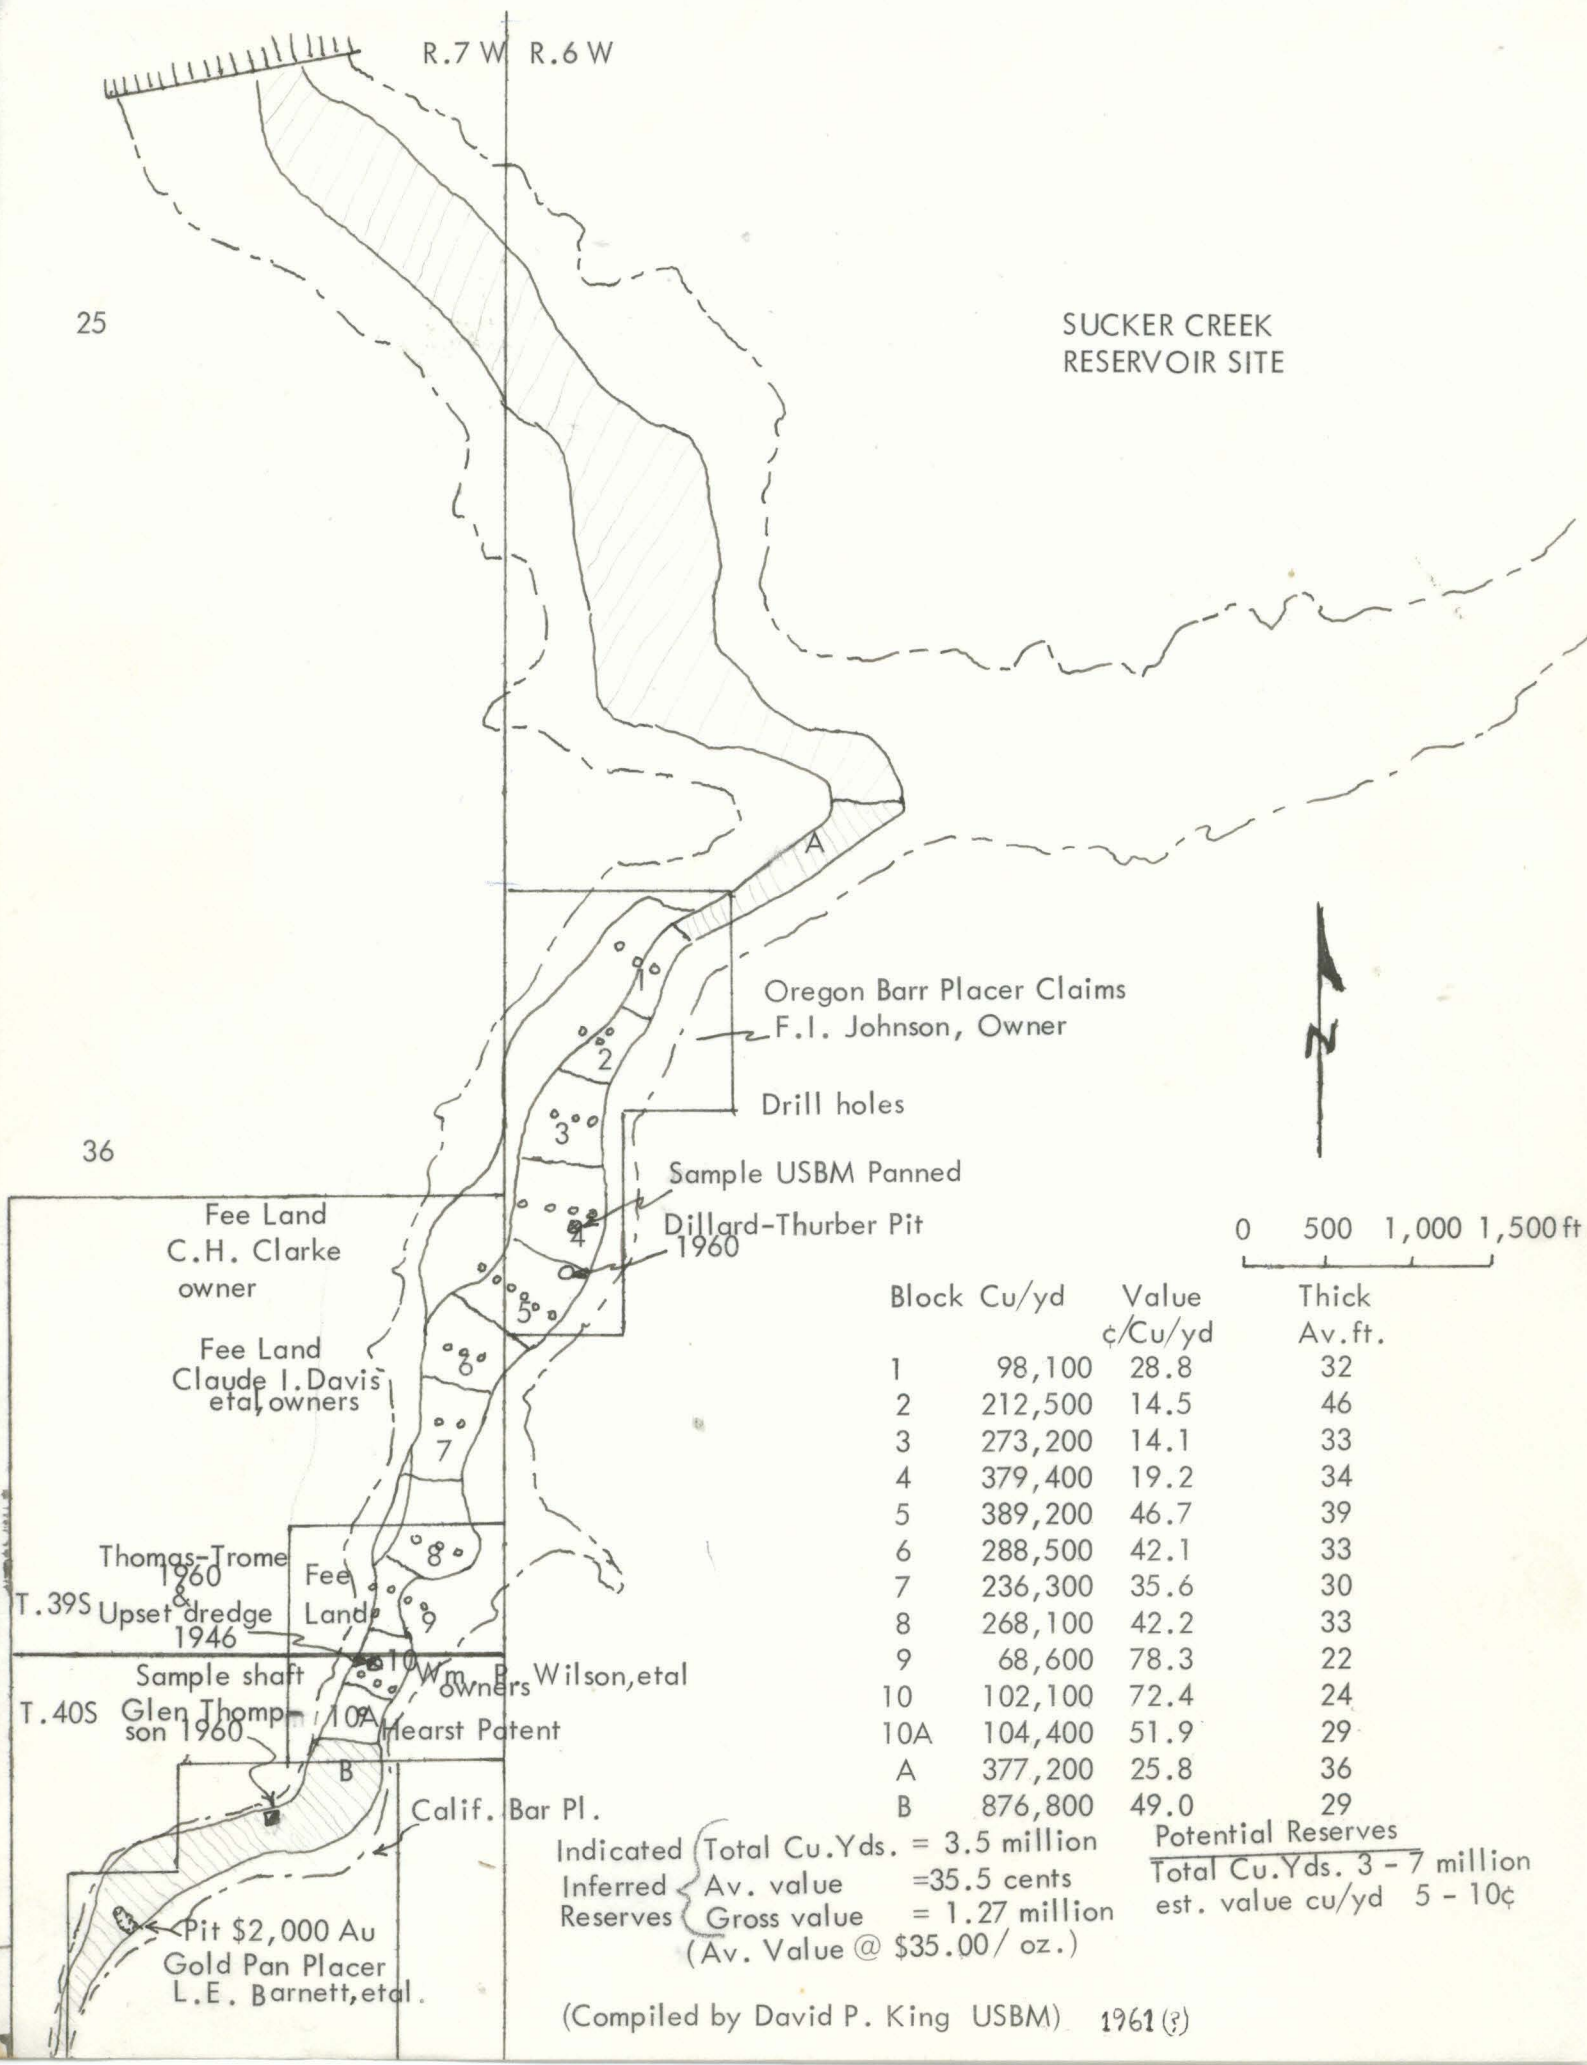 R.7 W R.6 W
25
SUCKER CREEK
RESERVOIR SITE
A
1
Oregon Barr Placer Claims
F.I. Johnson, Owner
2
Drill holes
3
36
Sample USBM Panned
Fee Land
C.H. Clarke
owner
4
Dillard-Thurber Pit
1960
0 500 1,000 1,500 ft
5
Fee Land
Claude I. Davis
etal, owners
6
7
Block Cu/yd Value Thick
¢/Cu/yd Av.ft.
1 98,100 28.8 32
2 212,500 14.5 46
3 273,200 14.1 33
4 379,400 19.2 34
5 389,200 46.7 39
6 288,500 42.1 33
7 236,300 35.6 30
8 268,100 42.2 33
9 68,600 78.3 22
10 102,100 72.4 24
10A 104,400 51.9 29
A 377,200 25.8 36
B 876,800 49.0 29
8
Thomas-Trome
1960
&
Upset dredge
1946
Fee
Land
9
T.39S
10
Sample shaft
Glen Thomp-
son 1960
Wm. P. Wilson, etal
owners
T.40S
10A
Hearst Patent
B
Calif. Bar Pl.
Indicated Total Cu.Yds. = 3.5 million
Inferred Av. value =35.5 cents
Reserves Gross value = 1.27 million
(Av. Value @ $35.00/ oz.)
Potential Reserves
Total Cu.Yds. 3 - 7 million
est. value cu/yd 5 - 10¢
Pit $2,000 Au
Gold Pan Placer
L.E. Barnett, etal.
(Compiled by David P. King USBM) 1961(?)
N